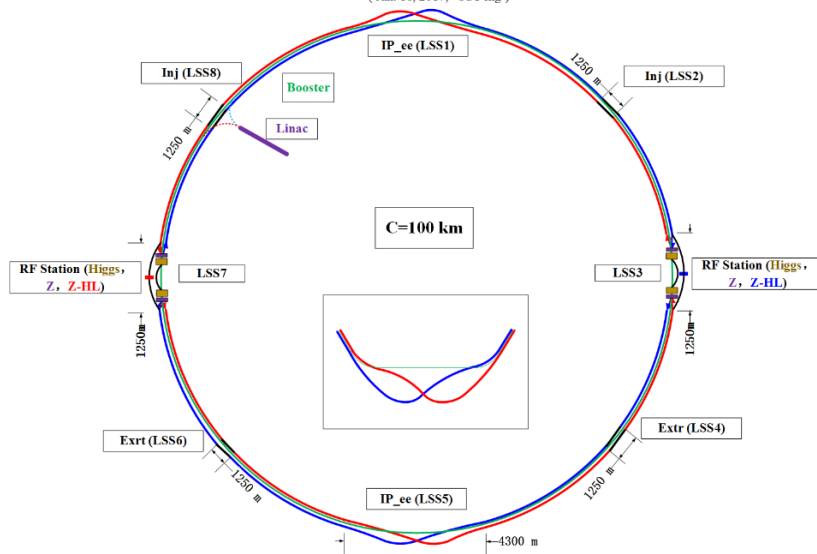 IP_ee (LSS1)
Inj (LSS8)
1250 m
Inj (LSS2)
1250 m
Booster
Linac
1250 m
C=100 km
RF Station (Higgs,
Z, Z-HL)
LSS7
LSS3
RF Station (Higgs,
Z, Z-HL)
1250m
1250m
Exrt (LSS6)
Extr (LSS4)
1250 m
1250 m
IP_ee (LSS5)
4300 m